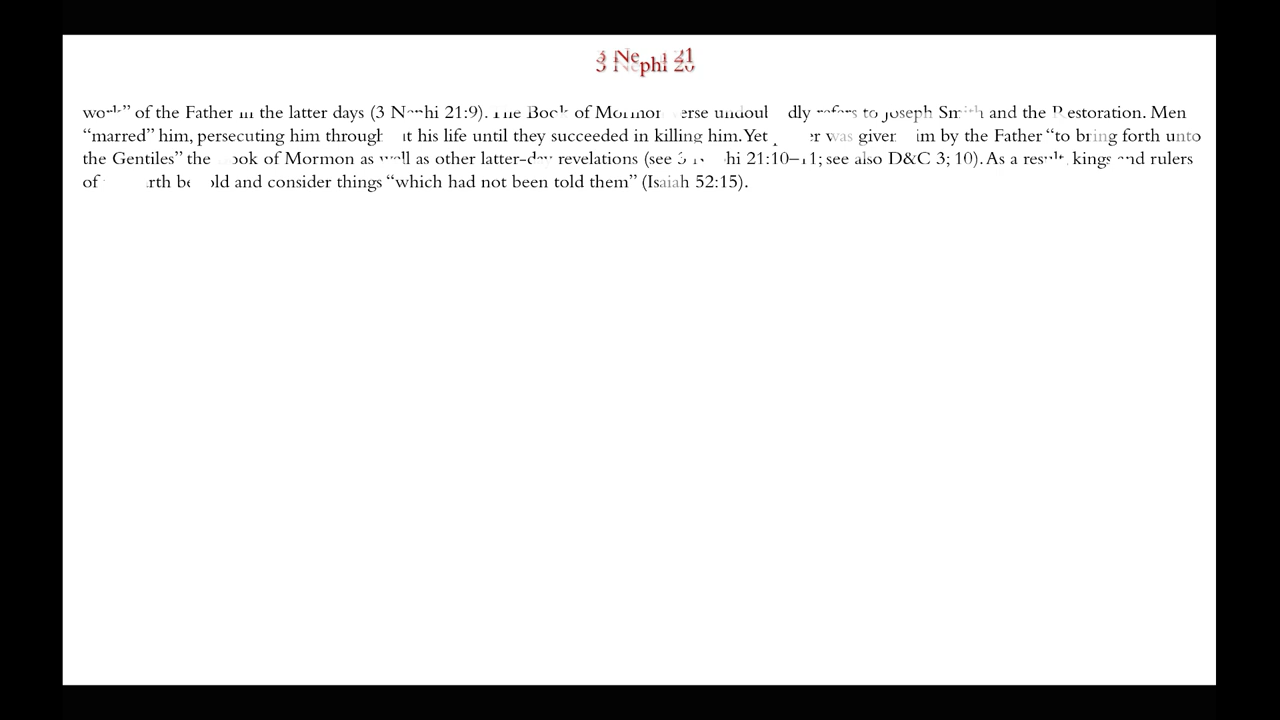 3 Nephi 21
work” of the Father in the latter days (3 Nephi 21:9). The Book of Mormon verse undoubtedly refers to Joseph Smith and the Restoration. Men
“marred” him, persecuting him throughout his life until they succeeded in killing him. Yet power was given him by the Father “to bring forth unto
the Gentiles” the Book of Mormon as well as other latter-day revelations (see 3 Nephi 21:10–11; see also D&C 3; 10). As a result, kings and rulers
of earth behold and consider things “which had not been told them” (Isaiah 52:15).